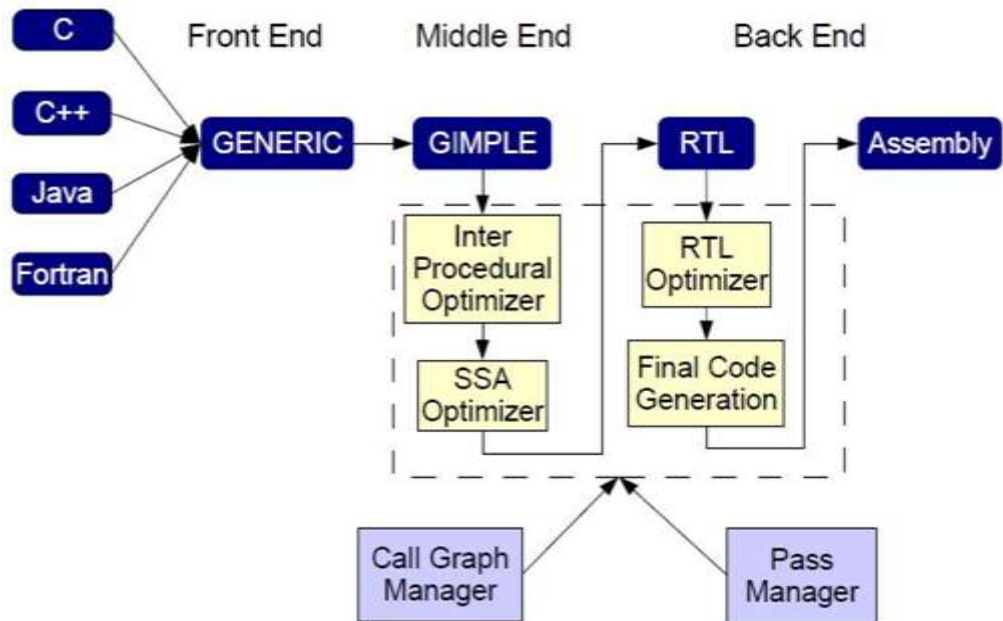 C
Front End
Middle End
Back End
C++
GENERIC
GIMPLE
RTL
Assembly
Java
Fortran
Inter
Procedural
Optimizer
SSA
Optimizer
RTL
Optimizer
Final Code
Generation
Call Graph
Manager
Pass
Manager